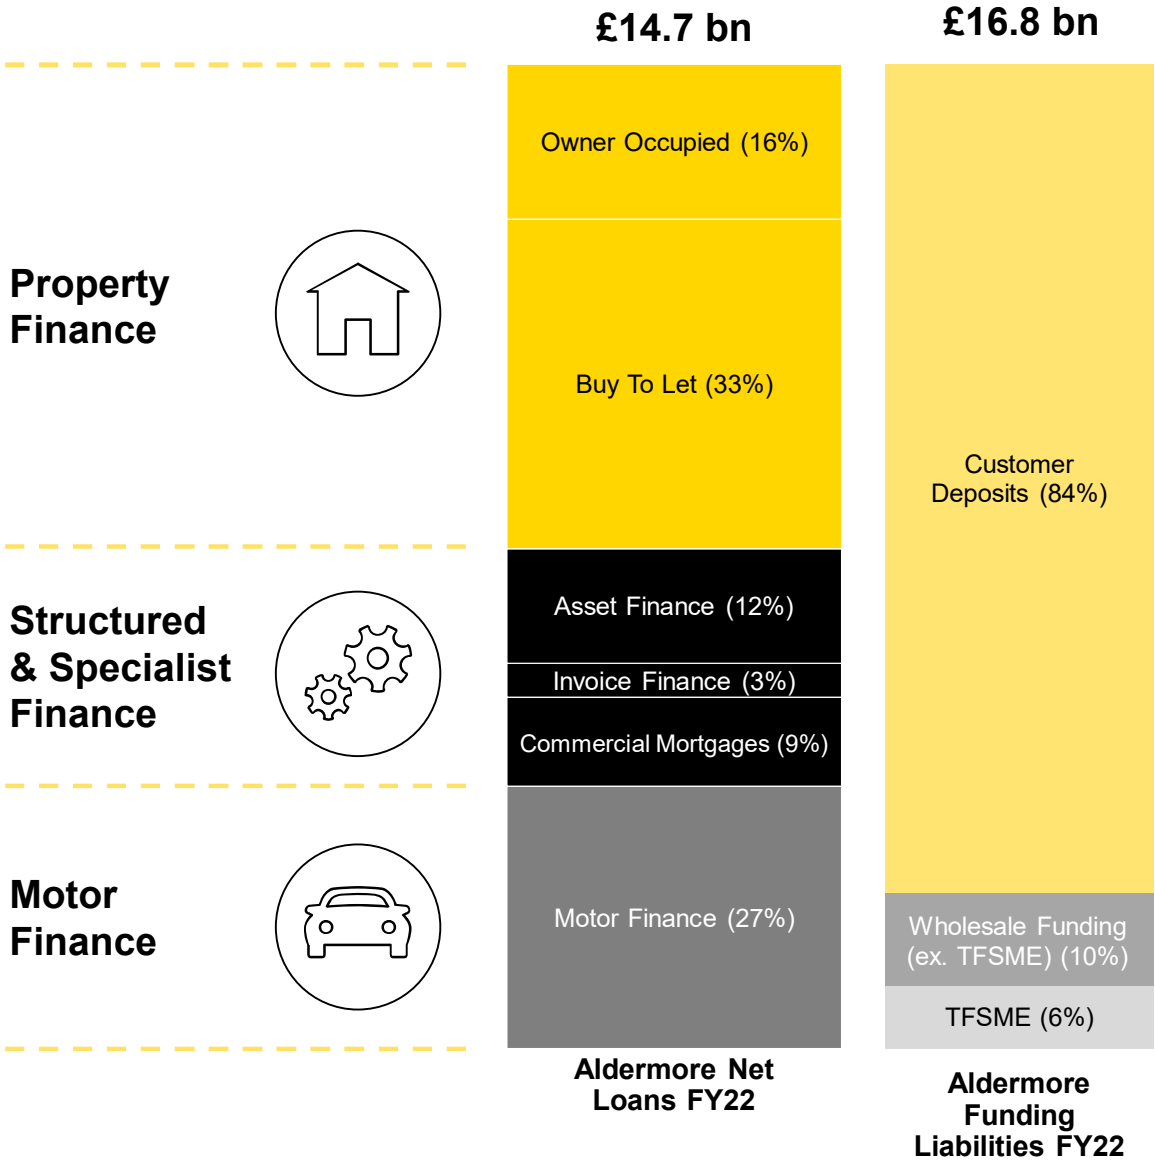 £14.7 bn
£16.8 bn
Property
Finance
Owner Occupied (16%)
Buy To Let (33%)
Structured
& Specialist
Finance
Asset Finance (12%)
Invoice Finance (3%)
Commercial Mortgages (9%)
Motor
Finance
Motor Finance (27%)
Customer
Deposits (84%)
Wholesale Funding
(ex. TFSME) (10%)
TFSME (6%)
Aldermore Net
Loans FY22
Aldermore
Funding
Liabilities FY22